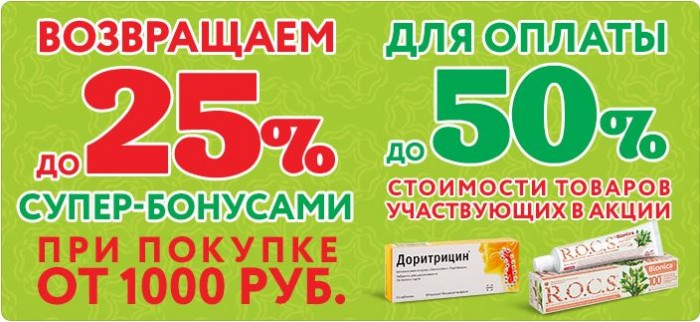 ВОЗВРАЩАЕМ
ДО 25%
СУПЕР-БОНУСАМИ
ПРИ ПОКУПКЕ
ОТ 1000 РУБ.
ДЛЯ ОПЛАТЫ
ДО 50%
СТОИМОСТИ ТОВАРОВ
УЧАСТВУЮЩИХ В АКЦИИ
Доритрицин®
R.O.C.S.
Bionica
R.O.C.S.